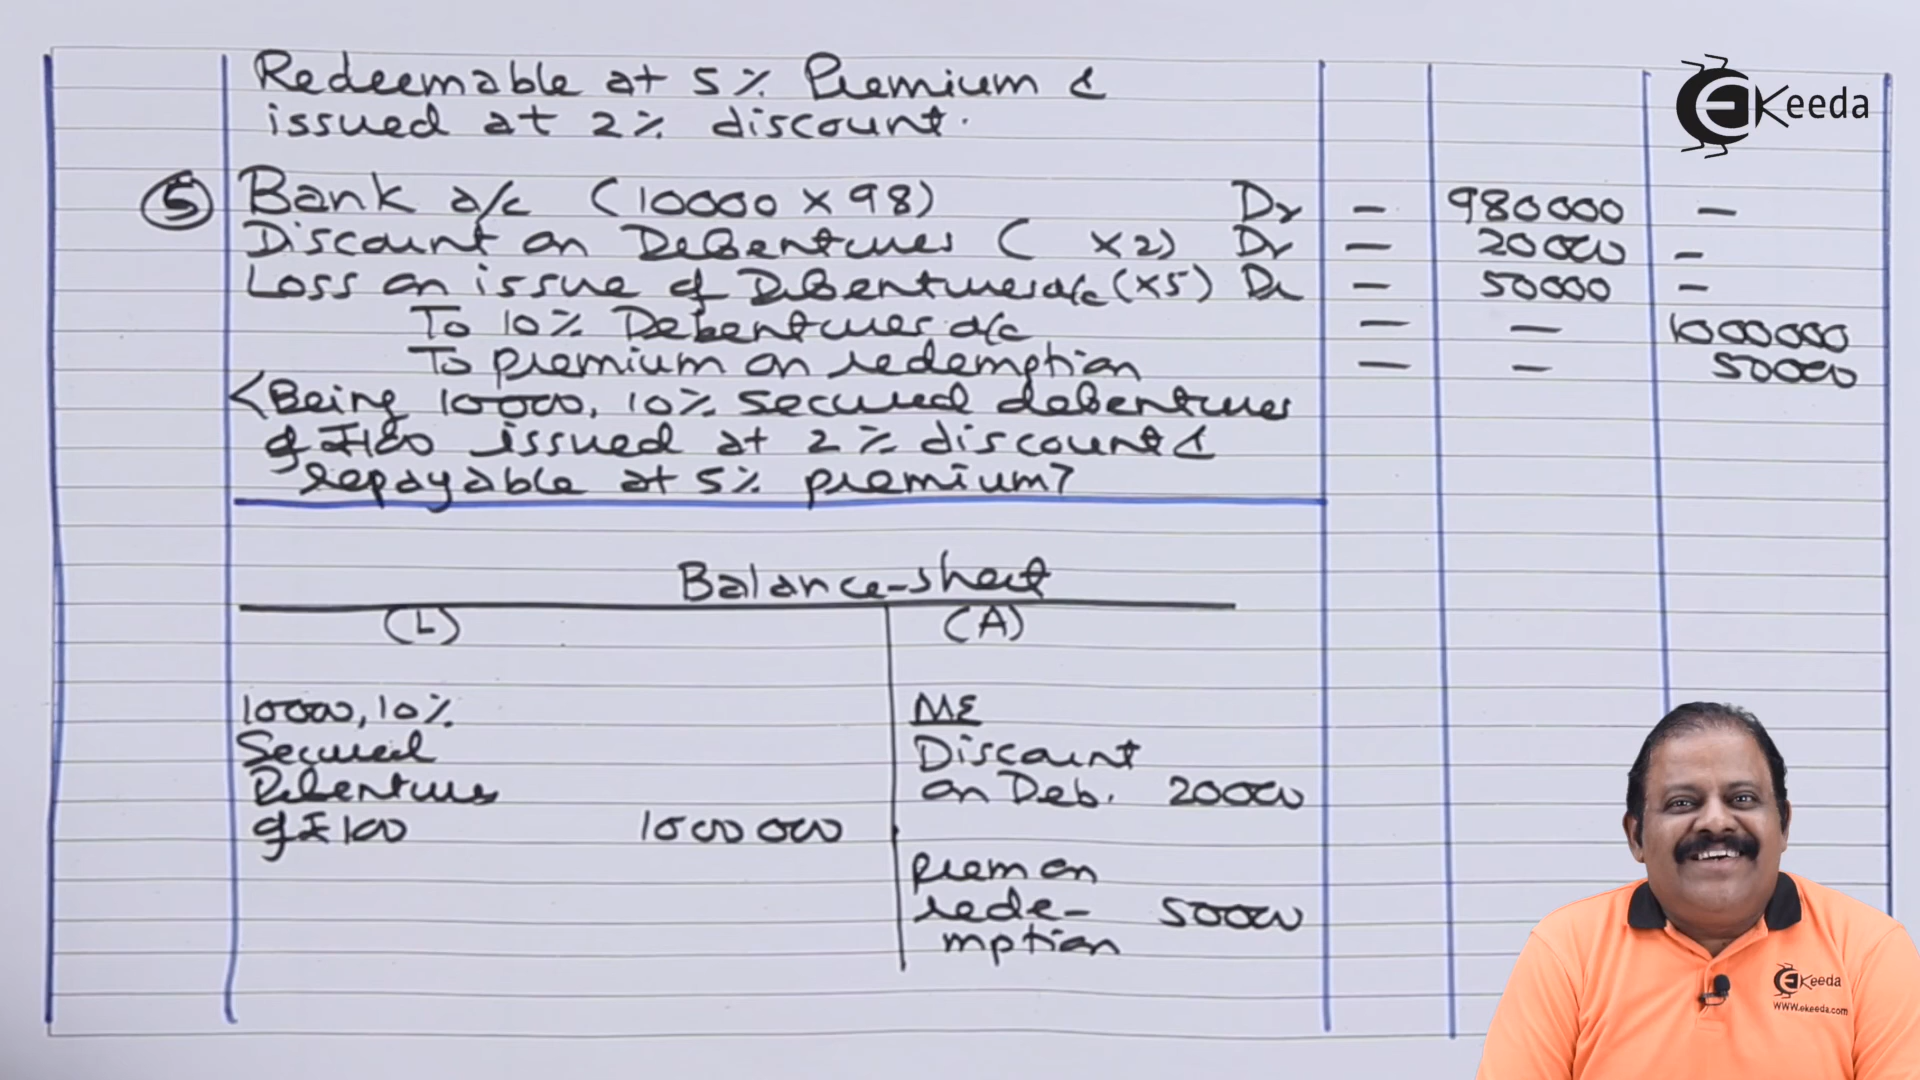 Redeemable at 5% Premium &
issued at 2% discount.
eKeeda
5 Bank a/c (10000 x 98) Dr - 980000 -
Discount on Debentures ( x2) Dr - 20000 -
Loss on issue of Debentures a/c (x5) Dr - 50000 -
To 10% Debentures a/c - - 1000000
To premium on redemption - - 50000
<Being 10000, 10% secured debentures
of ₹100 issued at 2% discount &
repayable at 5% premium>
Balance-sheet
(L) (A)
10000, 10% ME
Secured Discount
Debentures on Deb. 20000
of ₹100 1000000
Prem on
rede- 50000
mption
eKeeda
www.ekeeda.com